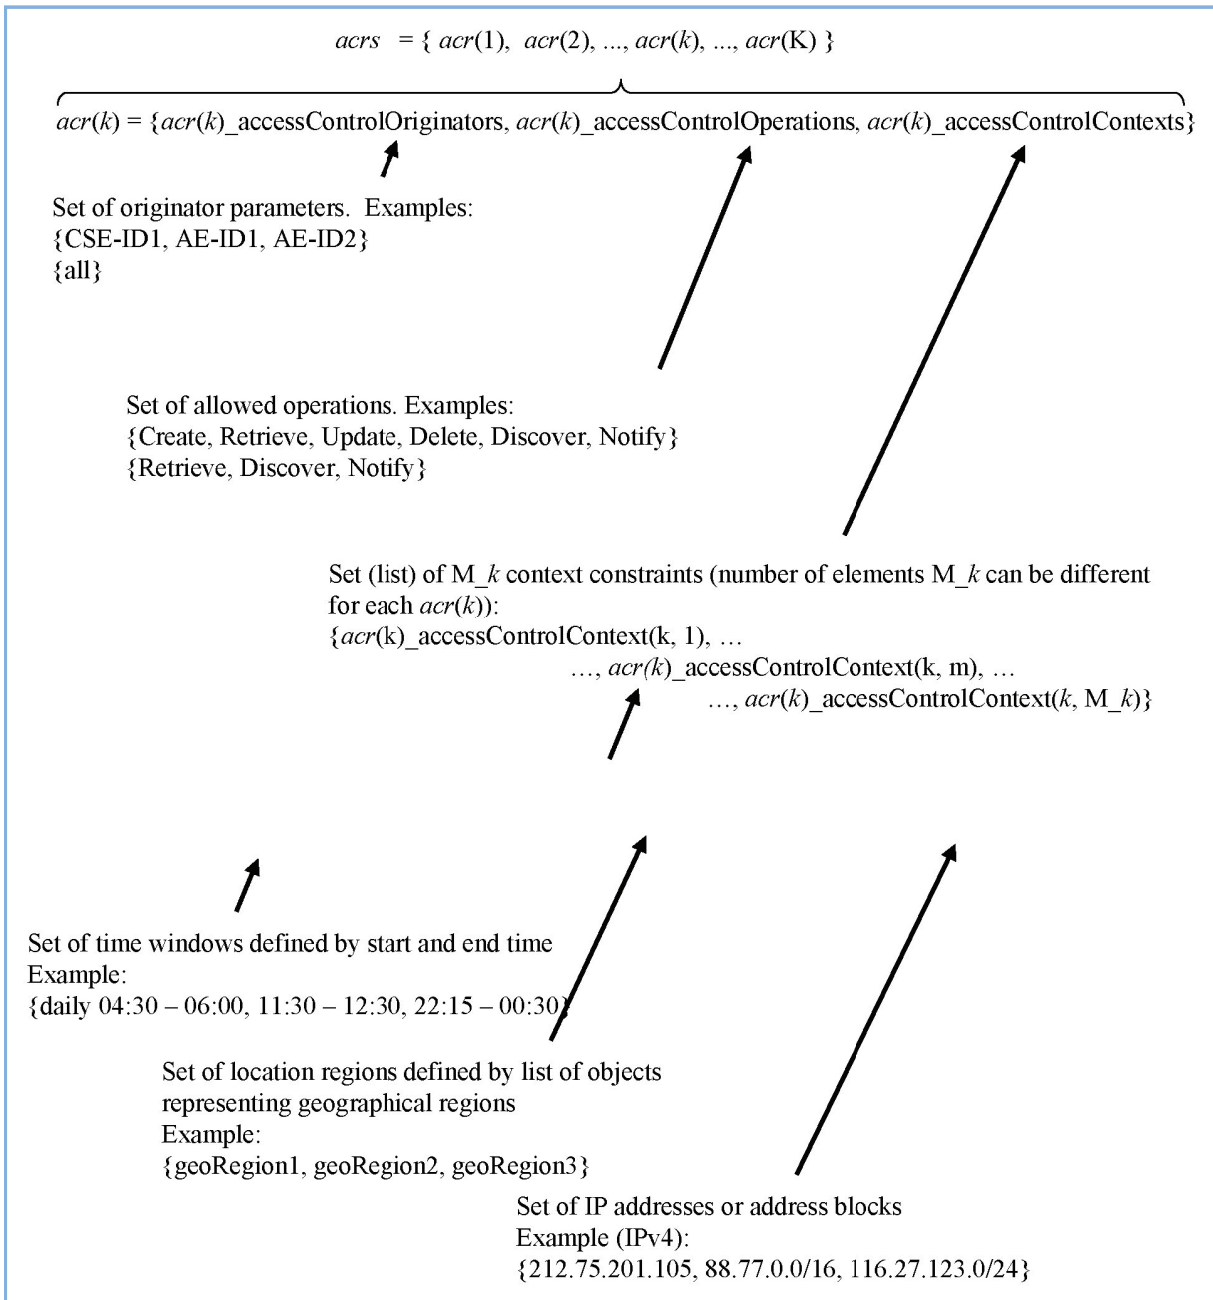 acrs = { acr(1), acr(2), ..., acr(k), ..., acr(K) }
acr(k) = {acr(k)_accessControlOriginators, acr(k)_accessControlOperations, acr(k)_accessControlContexts}
Set of originator parameters. Examples:
{CSE-ID1, AE-ID1, AE-ID2}
{all}
Set of allowed operations. Examples:
{Create, Retrieve, Update, Delete, Discover, Notify}
{Retrieve, Discover, Notify}
Set (list) of M_k context constraints (number of elements M_k can be different
for each acr(k)):
{acr(k)_accessControlContext(k, 1), …
…, acr(k)_accessControlContext(k, m), …
…, acr(k)_accessControlContext(k, M_k)}
Set of time windows defined by start and end time
Example:
{daily 04:30 – 06:00, 11:30 – 12:30, 22:15 – 00:30}
Set of location regions defined by list of objects
representing geographical regions
Example:
{geoRegion1, geoRegion2, geoRegion3}
Set of IP addresses or address blocks
Example (IPv4):
{212.75.201.105, 88.77.0.0/16, 116.27.123.0/24}